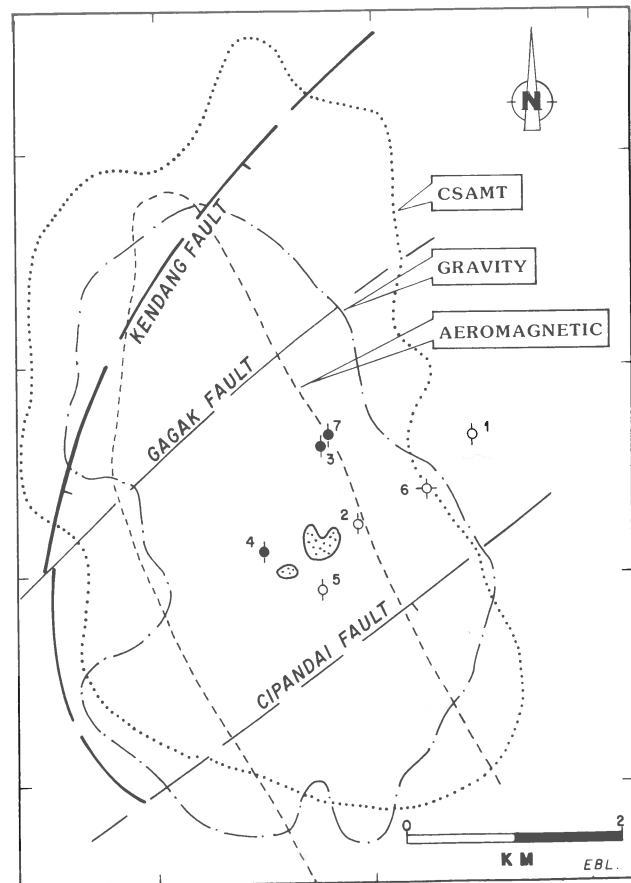 N
CSAMT
KENDANG FAULT
GRAVITY
AEROMAGNETIC
GAGAK FAULT
7
1
3
6
2
4
5
CIPANDAI FAULT
0
2
KM
EBL.